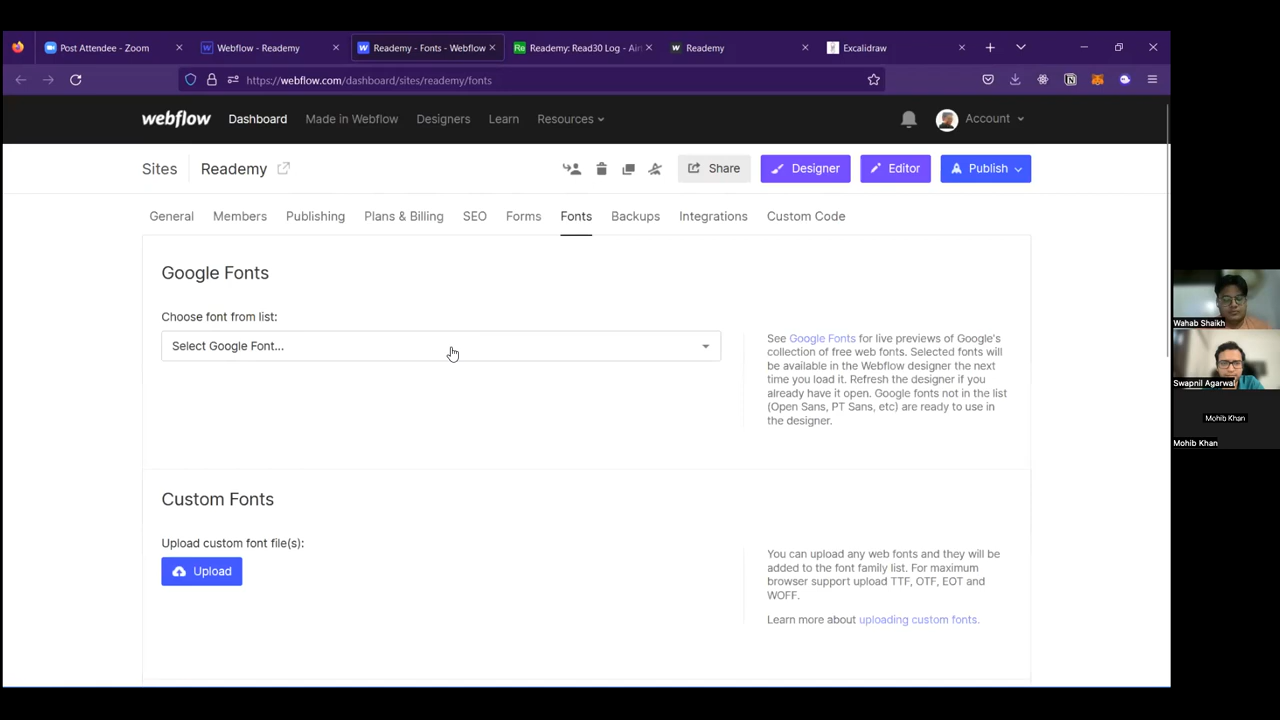 Post Attendee - Zoom
Webflow - Reademy
Reademy - Fonts - Webflow
Reademy: Read30 Log - Air
Reademy
Excalidraw
https://webflow.com/dashboard/sites/reademy/fonts
webflow
Dashboard
Made in Webflow
Designers
Learn
Resources
Account
Sites
Reademy
Share
Designer
Editor
Publish
General
Members
Publishing
Plans & Billing
SEO
Forms
Fonts
Backups
Integrations
Custom Code
Google Fonts
Choose font from list:
Select Google Font...
See Google Fonts for live previews of Google's
collection of free web fonts. Selected fonts will
be available in the Webflow designer the next
time you load it. Refresh the designer if you
already have it open. Google fonts not in the list
(Open Sans, PT Sans, etc) are ready to use in
the designer.
Custom Fonts
Upload custom font file(s):
Upload
You can upload any web fonts and they will be
added to the font family list. For maximum
browser support upload TTF, OTF, EOT and
WOFF.
Learn more about uploading custom fonts.
Wahab Shaikh
Swapnil Agarwal
Mohib Khan
Mohib Khan